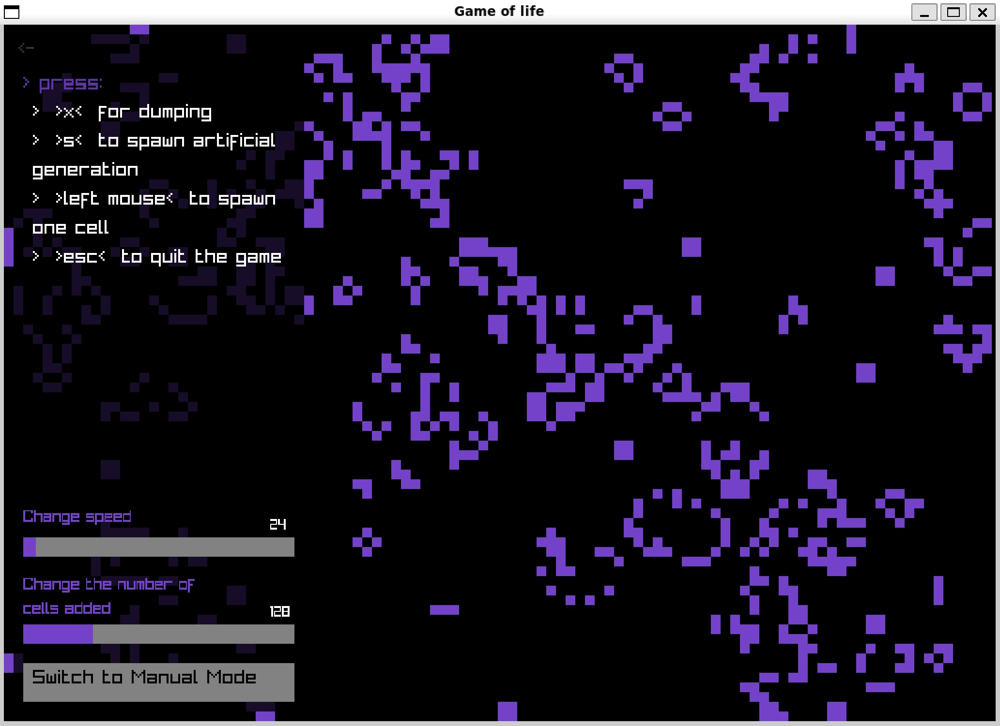 Game of life
<-
> press:
> >x< for dumping
> >s< to spawn artificial
generation
> >left mouse< to spawn
one cell
> >esc< to quit the game
Change speed
24
Change the number of
cells added
128
Switch to Manual Mode